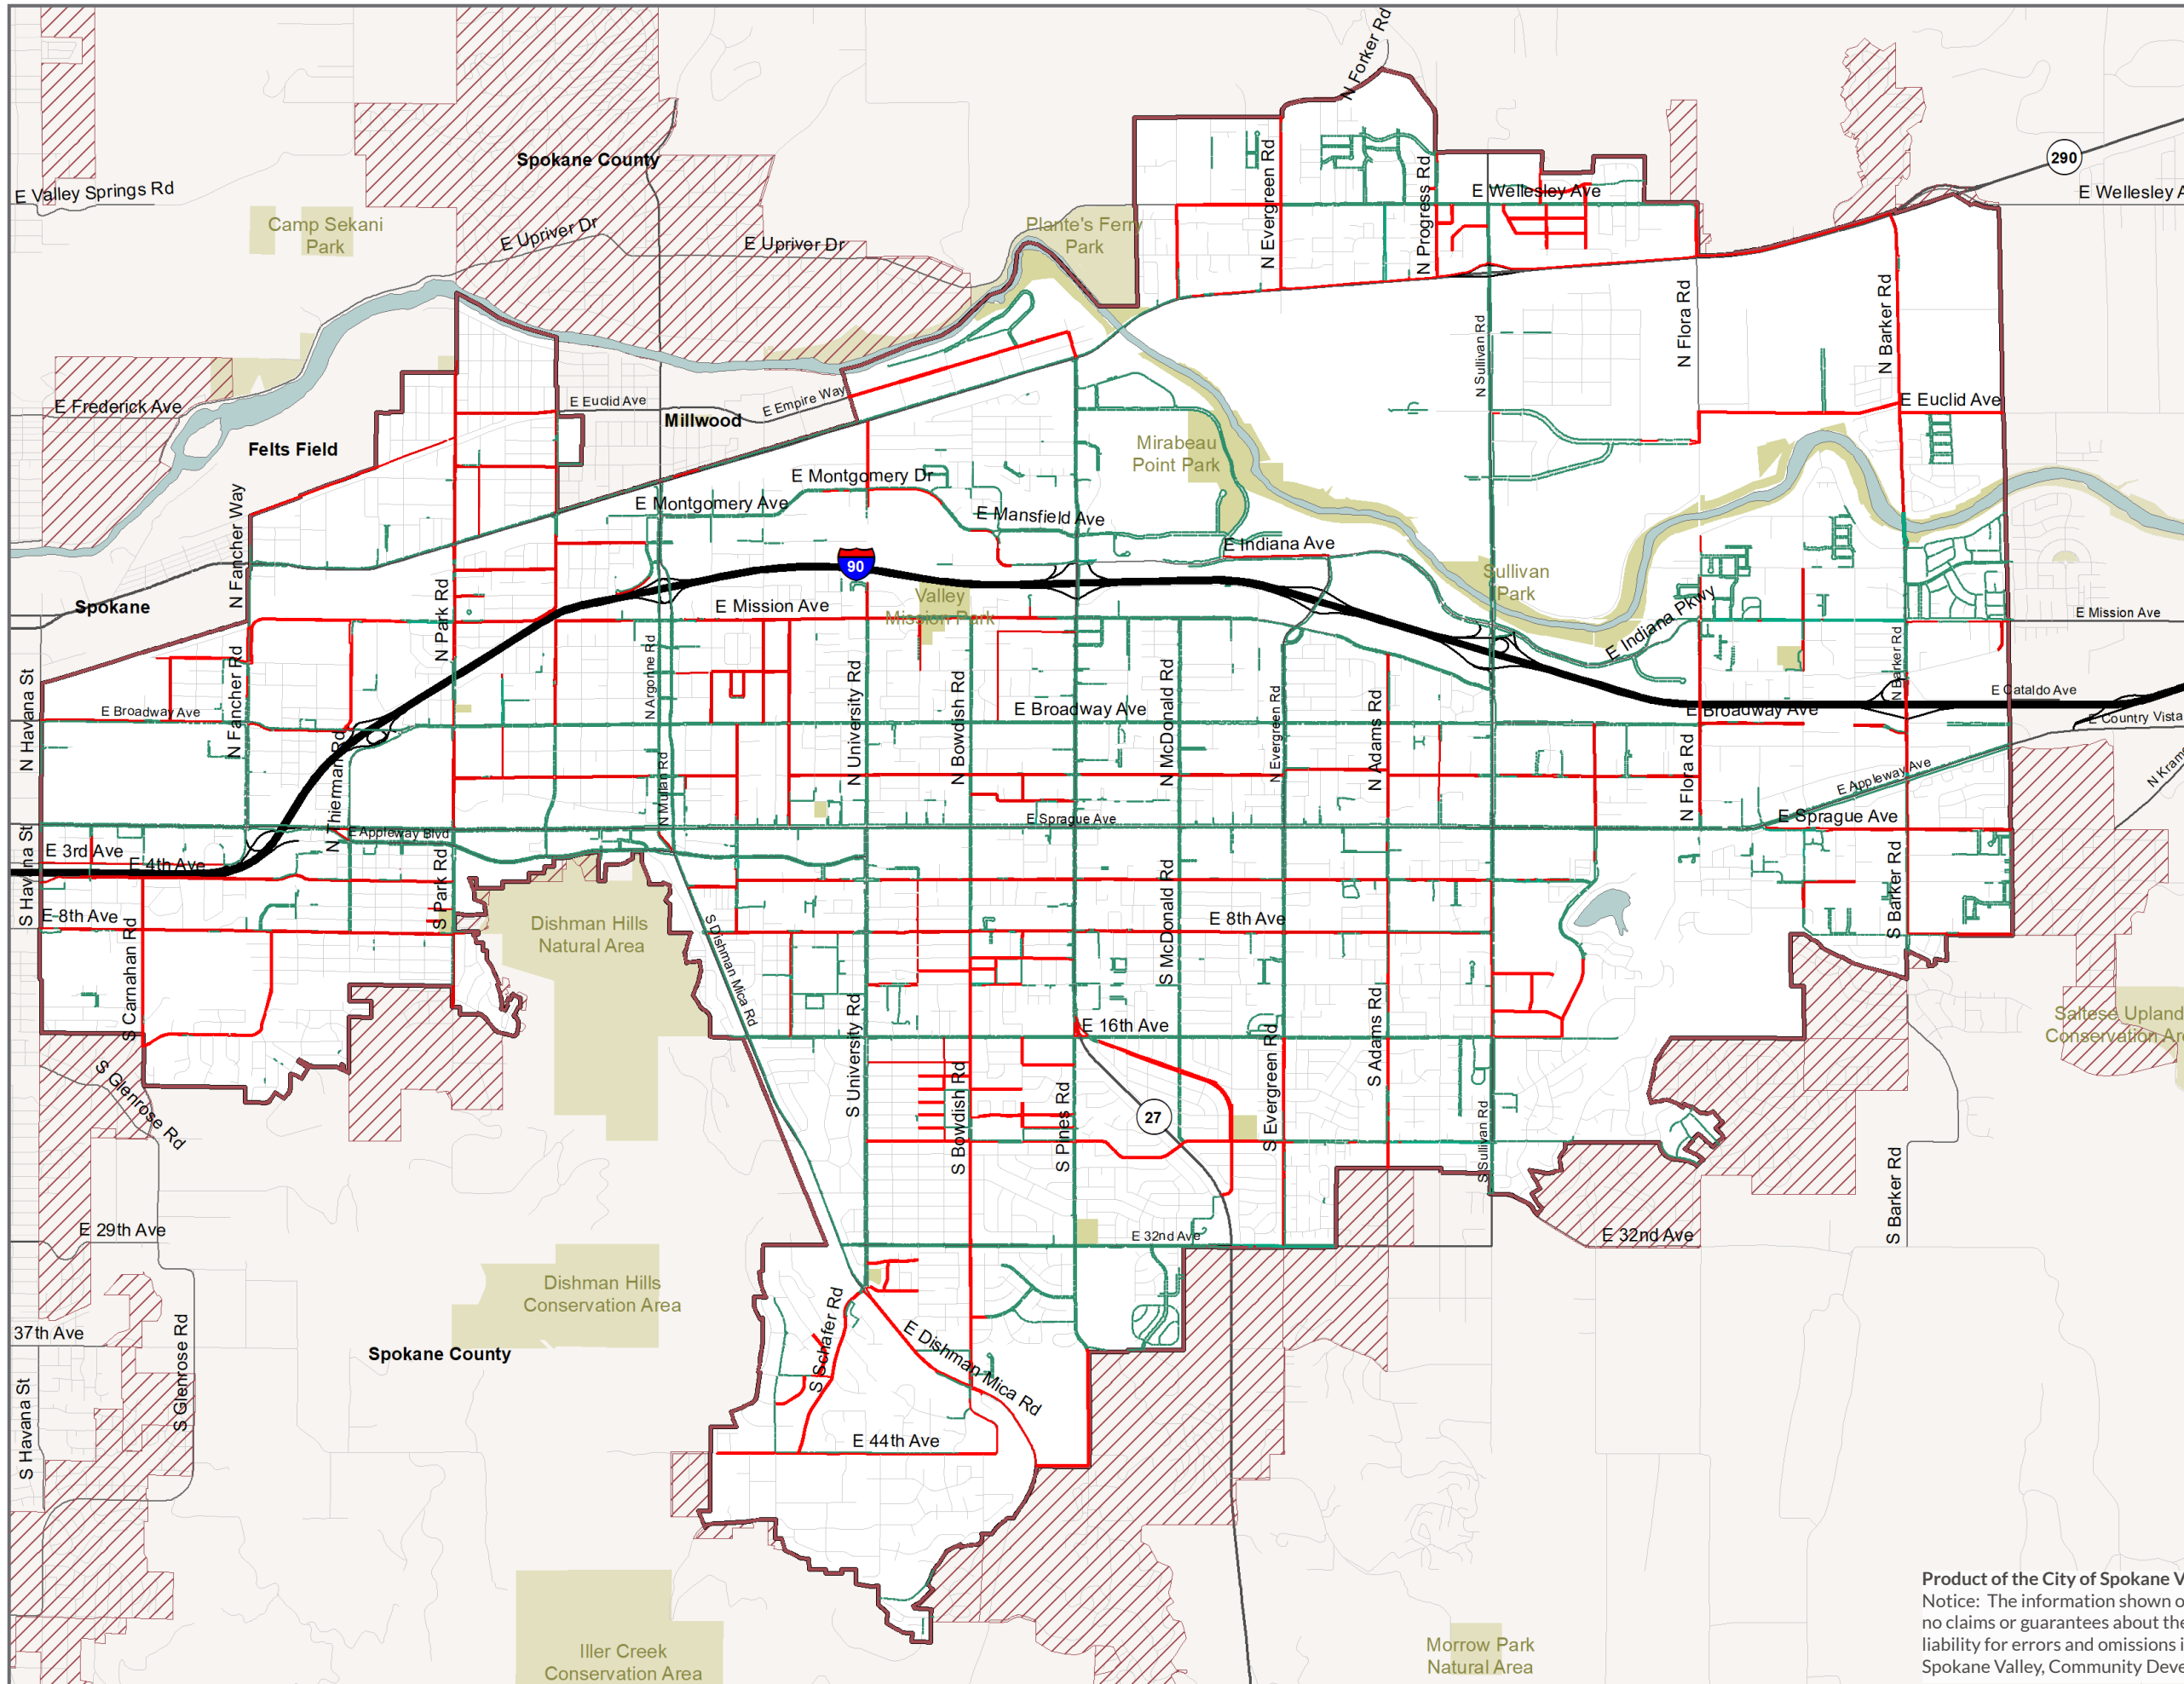 N Forker Rd
Spokane County
290
E Valley Springs Rd
E Wellesley Ave
E Wellesley A
Camp Sekani
Park
E Upriver Dr
E Upriver Dr
Plante's Ferry
Park
N Evergreen Rd
N Progress Rd
N Flora Rd
N Barker Rd
N Sullivan Rd
E Frederick Ave
E Euclid Ave
E Empire Way
Millwood
E Euclid Ave
Felts Field
Mirabeau
Point Park
E Montgomery Dr
E Montgomery Ave
E Mansfield Ave
N Fancher Way
E Indiana Ave
90
Sullivan
Park
Spokane
N Park Rd
E Mission Ave
Valley
Mission Park
E Indiana Pkwy
E Mission Ave
N Havana St
N Fancher Rd
N Argonne Rd
N University Rd
N Bowdish Rd
N McDonald Rd
N Evergreen Rd
N Adams Rd
N Barker Rd
E Cataldo Ave
E Broadway Ave
E Broadway Ave
E Broadway Ave
E Country Vista
N Thierman Rd
N Mullan Rd
N Flora Rd
E Appleway Ave
N Kram
E Sprague Ave
E Sprague Ave
E Appleway Blvd
E 3rd Ave
E 4th Ave
S Havana St
S Park Rd
S McDonald Rd
S Barker Rd
E 8th Ave
E 8th Ave
Dishman Hills
Natural Area
S Carnahan Rd
S Dishman Mica Rd
S University Rd
E 16th Ave
S Adams Rd
Saltese Upland
Conservation Are
S Glenrose Rd
S Bowdish Rd
S Pines Rd
27
S Evergreen Rd
S Sullivan Rd
S Barker Rd
E 29th Ave
E 32nd Ave
E 32nd Ave
Dishman Hills
Conservation Area
37th Ave
S Glenrose Rd
S Schafer Rd
E Dishman Mica Rd
Spokane County
S Havana St
E 44th Ave
Iller Creek
Conservation Area
Morrow Park
Natural Area
Product of the City of Spokane V
Notice: The information shown o
no claims or guarantees about the
liability for errors and omissions i
Spokane Valley, Community Deve